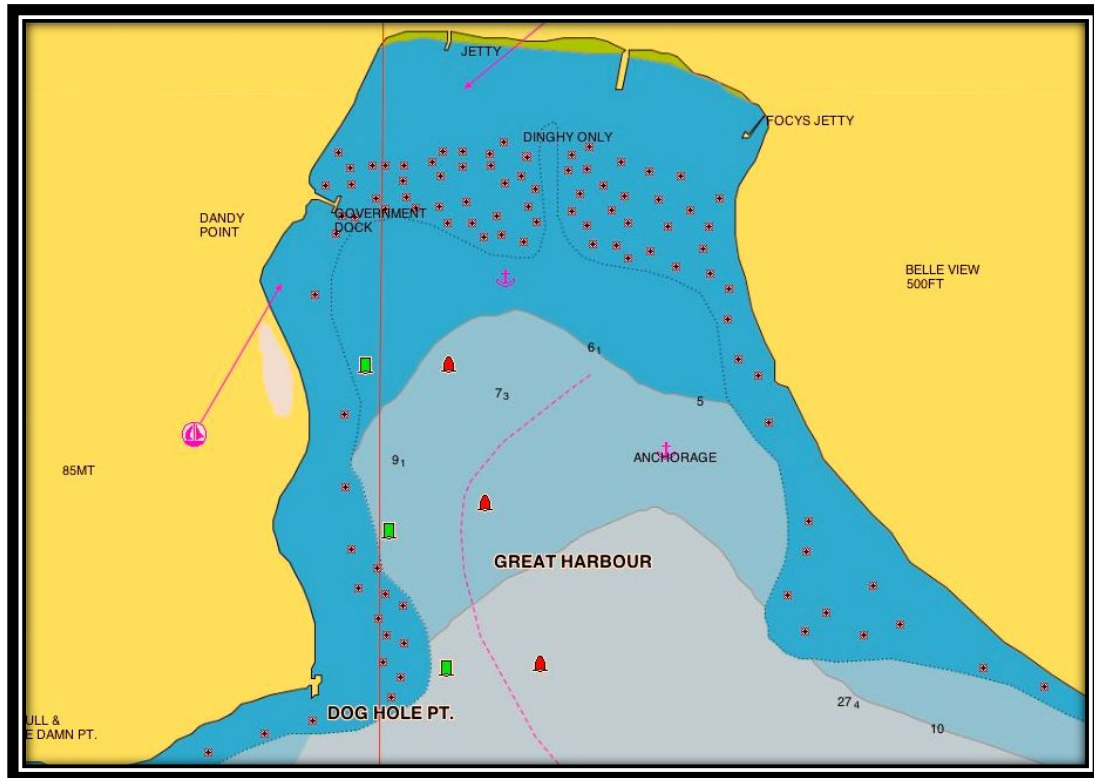 JETTY
FOCYS JETTY
DINGHY ONLY
GOVERNMENT
DOCK
DANDY
POINT
BELLE VIEW
500FT
6₁
7₃
5
9₁
ANCHORAGE
85MT
GREAT HARBOUR
27₄
DOG HOLE PT.
10
ULL &
E DAMN PT.